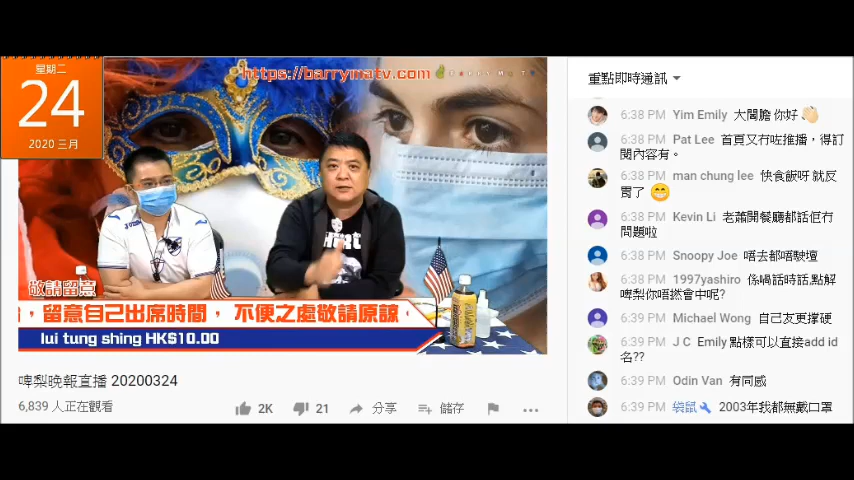 星期二
24
2020 三月
https://barrymatv.com
敬請留意
，留意自己出席時間， 不便之處敬請原諒。
lui tung shing HK$10.00
啤梨晚報直播 20200324
6,839 人正在觀看
2K
21
分享
儲存
重點即時通訊
6:38 PM Yim Emily 大閘膽 你好 👏🏻
6:38 PM Pat Lee 首頁又冇咗推播，得訂
閱內容有。
6:38 PM man chung lee 快食飯呀 就反
胃了 😁
6:38 PM Kevin Li 老蕭開餐廳都話佢冇
問題啦
6:38 PM Snoopy Joe 唔去都唔駛壇
6:38 PM 1997yashiro 係喎話時話,點解
啤梨你唔撚會中呢?
6:39 PM Michael Wong 自己友更撐硬
6:39 PM J C Emily 點樣可以直接add id
名??
6:39 PM Odin Van 有同感
6:39 PM 袋鼠 2003年我都無戴口罩